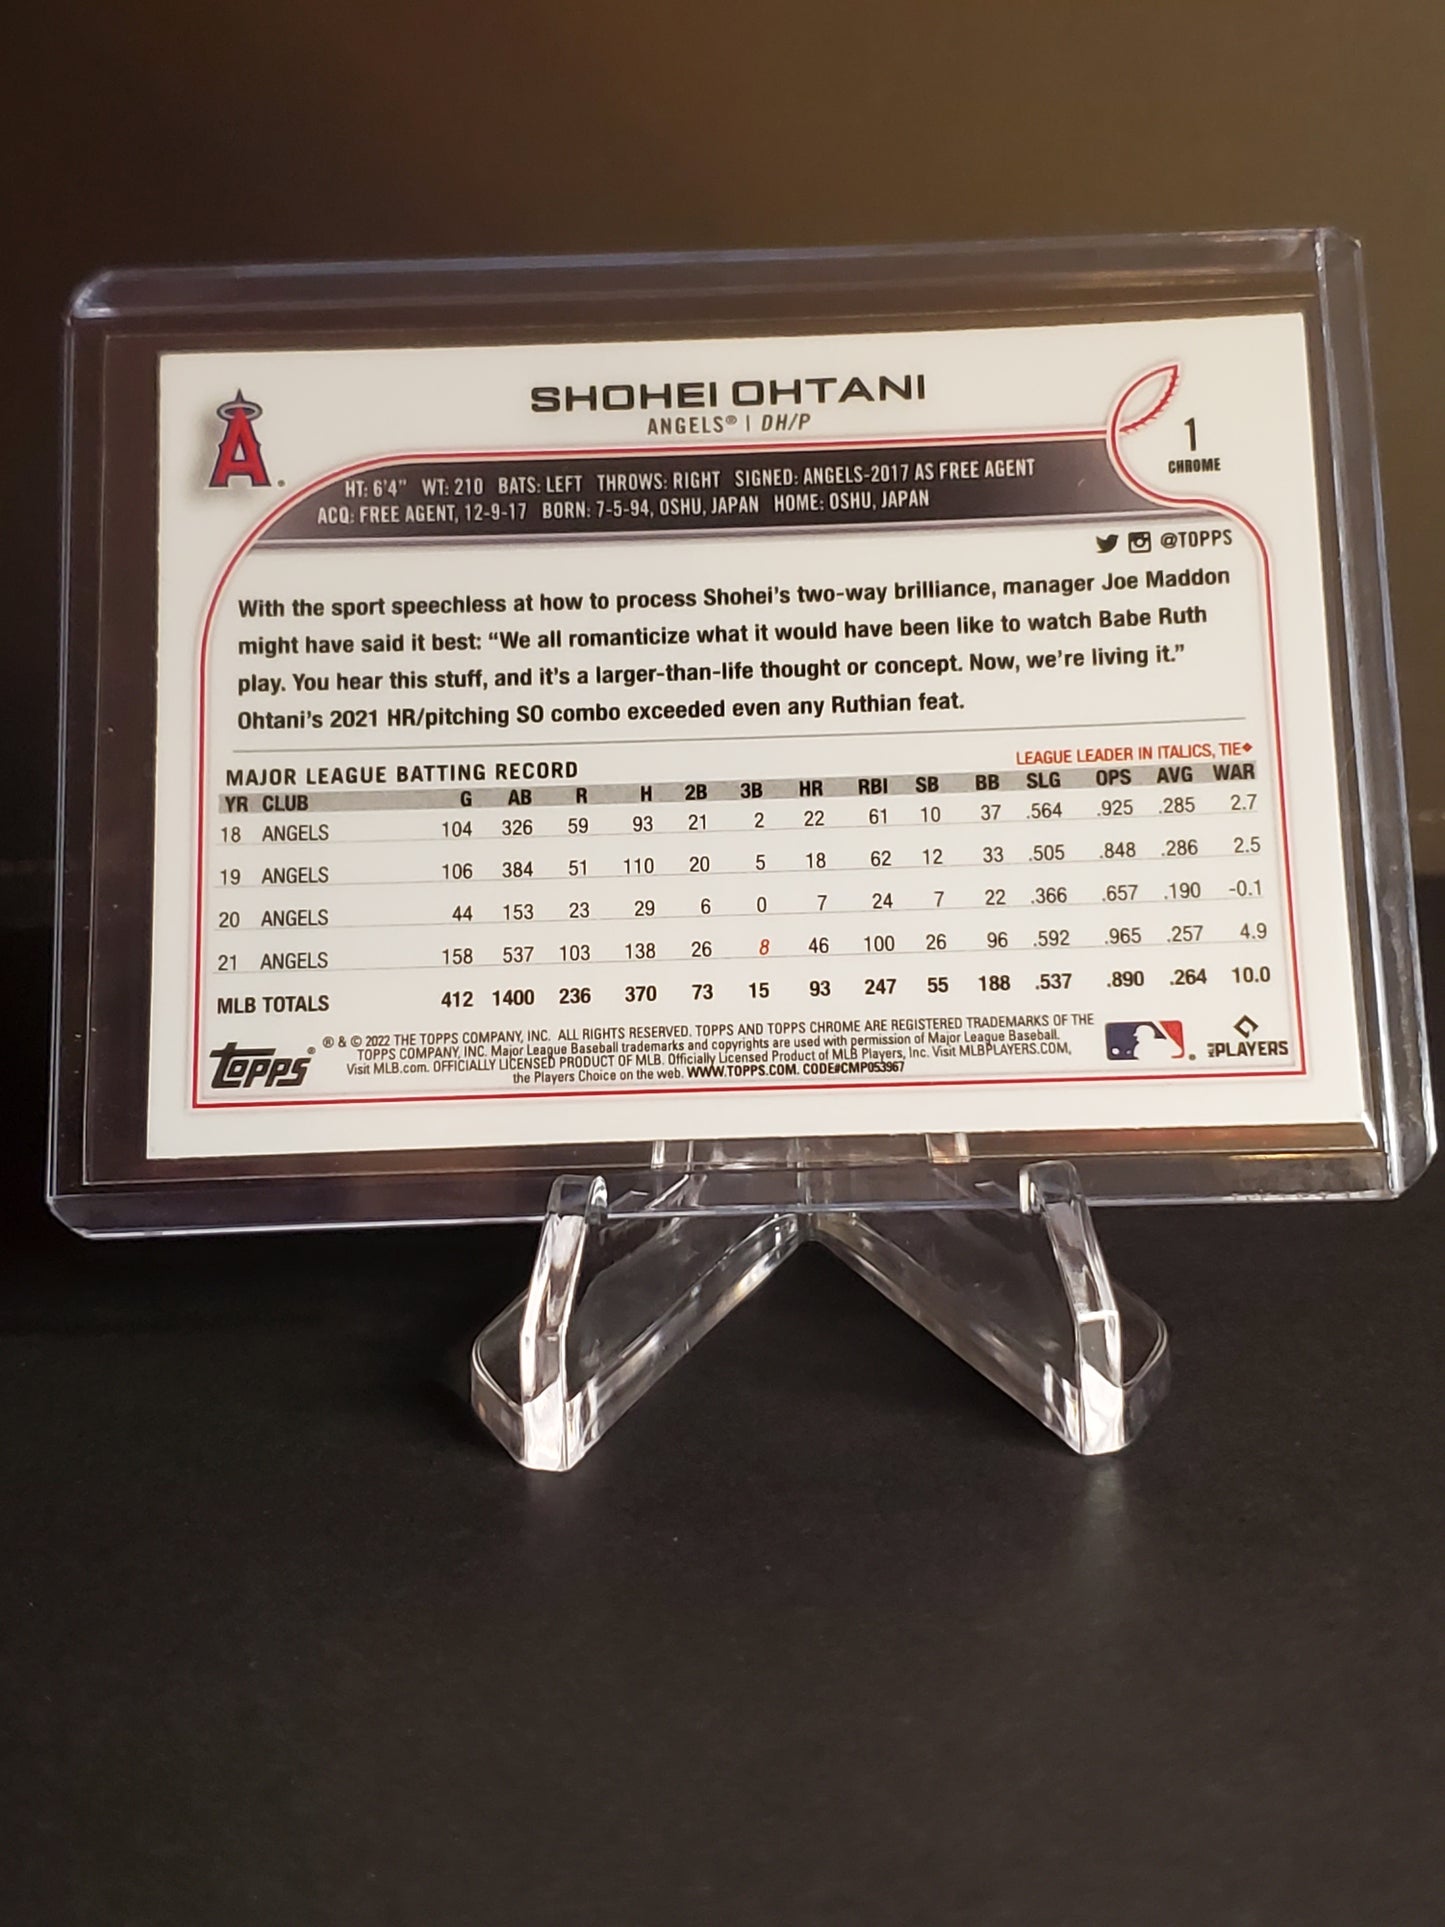 SHOHEI OHTANI
ANGELS® | DH/P
A
1
CHROME
HT: 6'4" WT: 210 BATS: LEFT THROWS: RIGHT SIGNED: ANGELS-2017 AS FREE AGENT
ACQ: FREE AGENT, 12-9-17 BORN: 7-5-94, OSHU, JAPAN HOME: OSHU, JAPAN
@TOPPS
With the sport speechless at how to process Shohei's two-way brilliance, manager Joe Maddon
might have said it best: “We all romanticize what it would have been like to watch Babe Ruth
play. You hear this stuff, and it's a larger-than-life thought or concept. Now, we're living it.”
Ohtani's 2021 HR/pitching SO combo exceeded even any Ruthian feat.
MAJOR LEAGUE BATTING RECORD
LEAGUE LEADER IN ITALICS, TIE◆
YR CLUB G AB R H 2B 3B HR RBI SB BB SLG OPS AVG WAR
18 ANGELS 104 326 59 93 21 2 22 61 10 37 .564 .925 .285 2.7
19 ANGELS 106 384 51 110 20 5 18 62 12 33 .505 .848 .286 2.5
20 ANGELS 44 153 23 29 6 0 7 24 7 22 .366 .657 .190 -0.1
21 ANGELS 158 537 103 138 26 8 46 100 26 96 .592 .965 .257 4.9
MLB TOTALS 412 1400 236 370 73 15 93 247 55 188 .537 .890 .264 10.0
topps®
® & © 2022 THE TOPPS COMPANY, INC. ALL RIGHTS RESERVED. TOPPS AND TOPPS CHROME ARE REGISTERED TRADEMARKS OF THE
TOPPS COMPANY, INC. Major League Baseball trademarks and copyrights are used with permission of Major League Baseball.
Visit MLB.com. OFFICIALLY LICENSED PRODUCT OF MLB. Officially Licensed Product of MLB Players, Inc. Visit MLBPLAYERS.COM,
the Players Choice on the web. WWW.TOPPS.COM. CODE#CMP053967
MLB PLAYERS